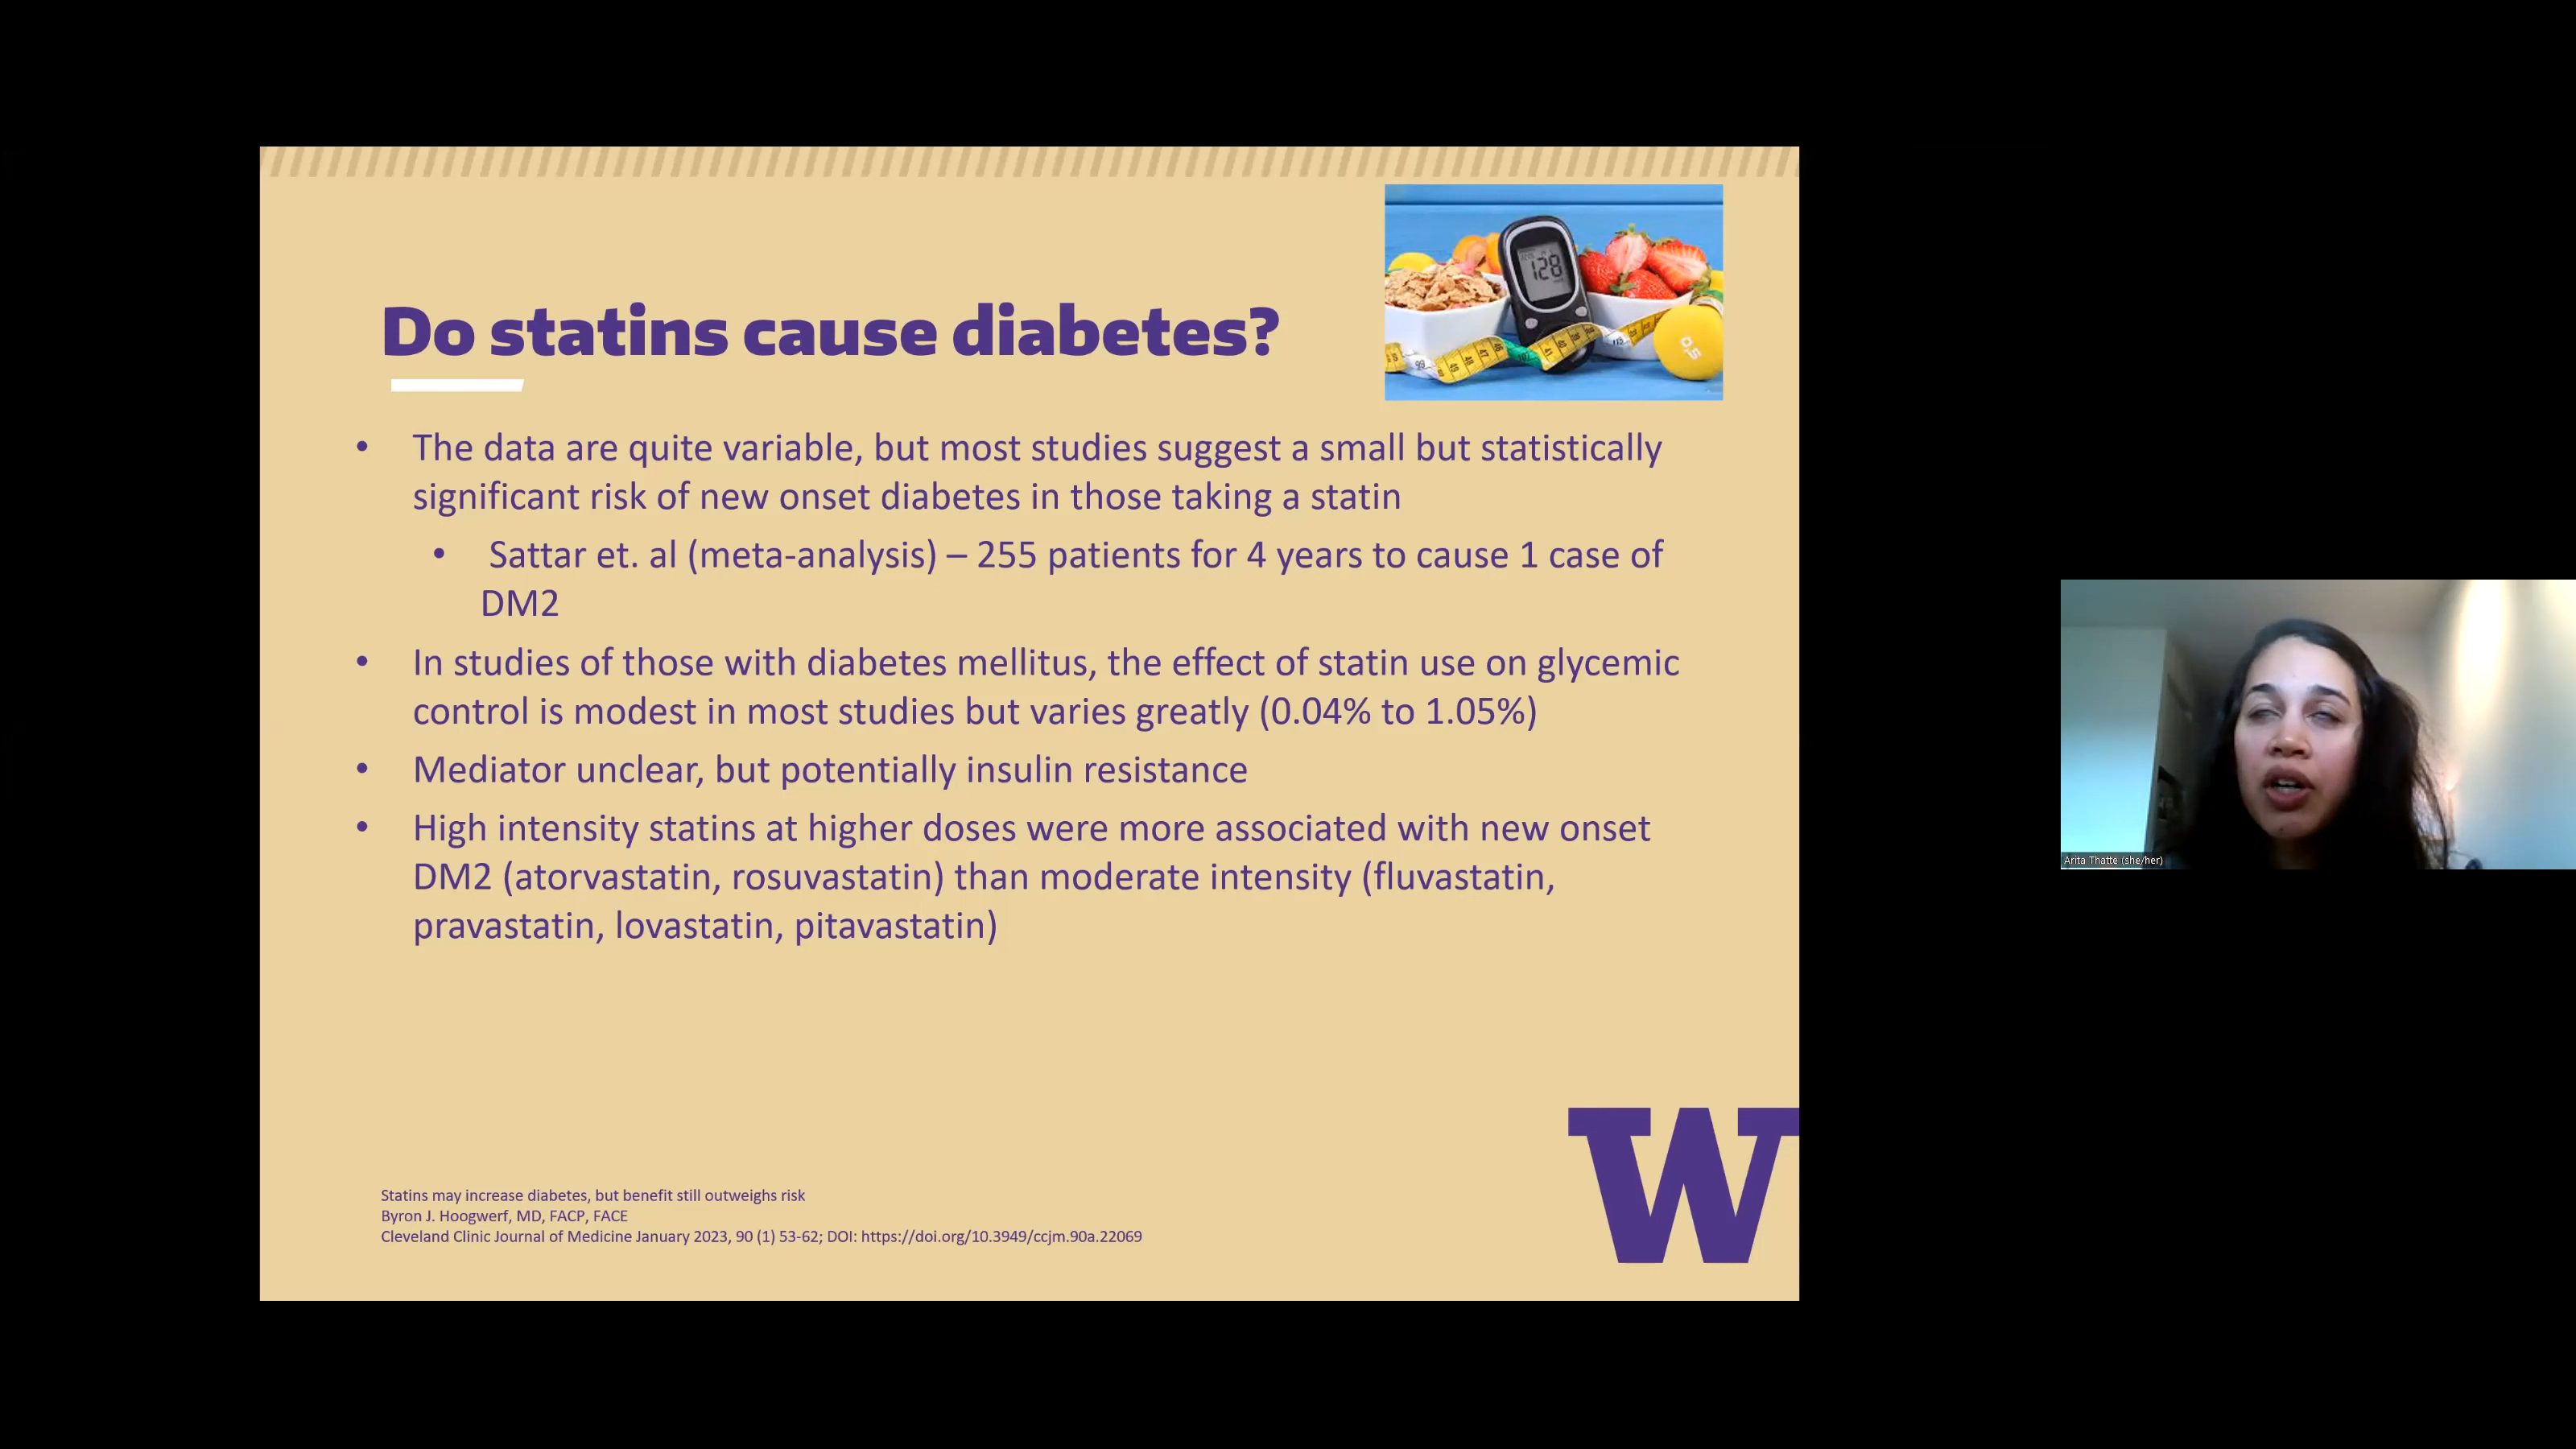 Do statins cause diabetes?
128
0,5
• The data are quite variable, but most studies suggest a small but statistically
significant risk of new onset diabetes in those taking a statin
• Sattar et. al (meta-analysis) – 255 patients for 4 years to cause 1 case of
DM2
• In studies of those with diabetes mellitus, the effect of statin use on glycemic
control is modest in most studies but varies greatly (0.04% to 1.05%)
• Mediator unclear, but potentially insulin resistance
• High intensity statins at higher doses were more associated with new onset
DM2 (atorvastatin, rosuvastatin) than moderate intensity (fluvastatin,
pravastatin, lovastatin, pitavastatin)
Arita Thatte (she/her)
Statins may increase diabetes, but benefit still outweighs risk
Byron J. Hoogwerf, MD, FACP, FACE
Cleveland Clinic Journal of Medicine January 2023, 90 (1) 53-62; DOI: https://doi.org/10.3949/ccjm.90a.22069
W